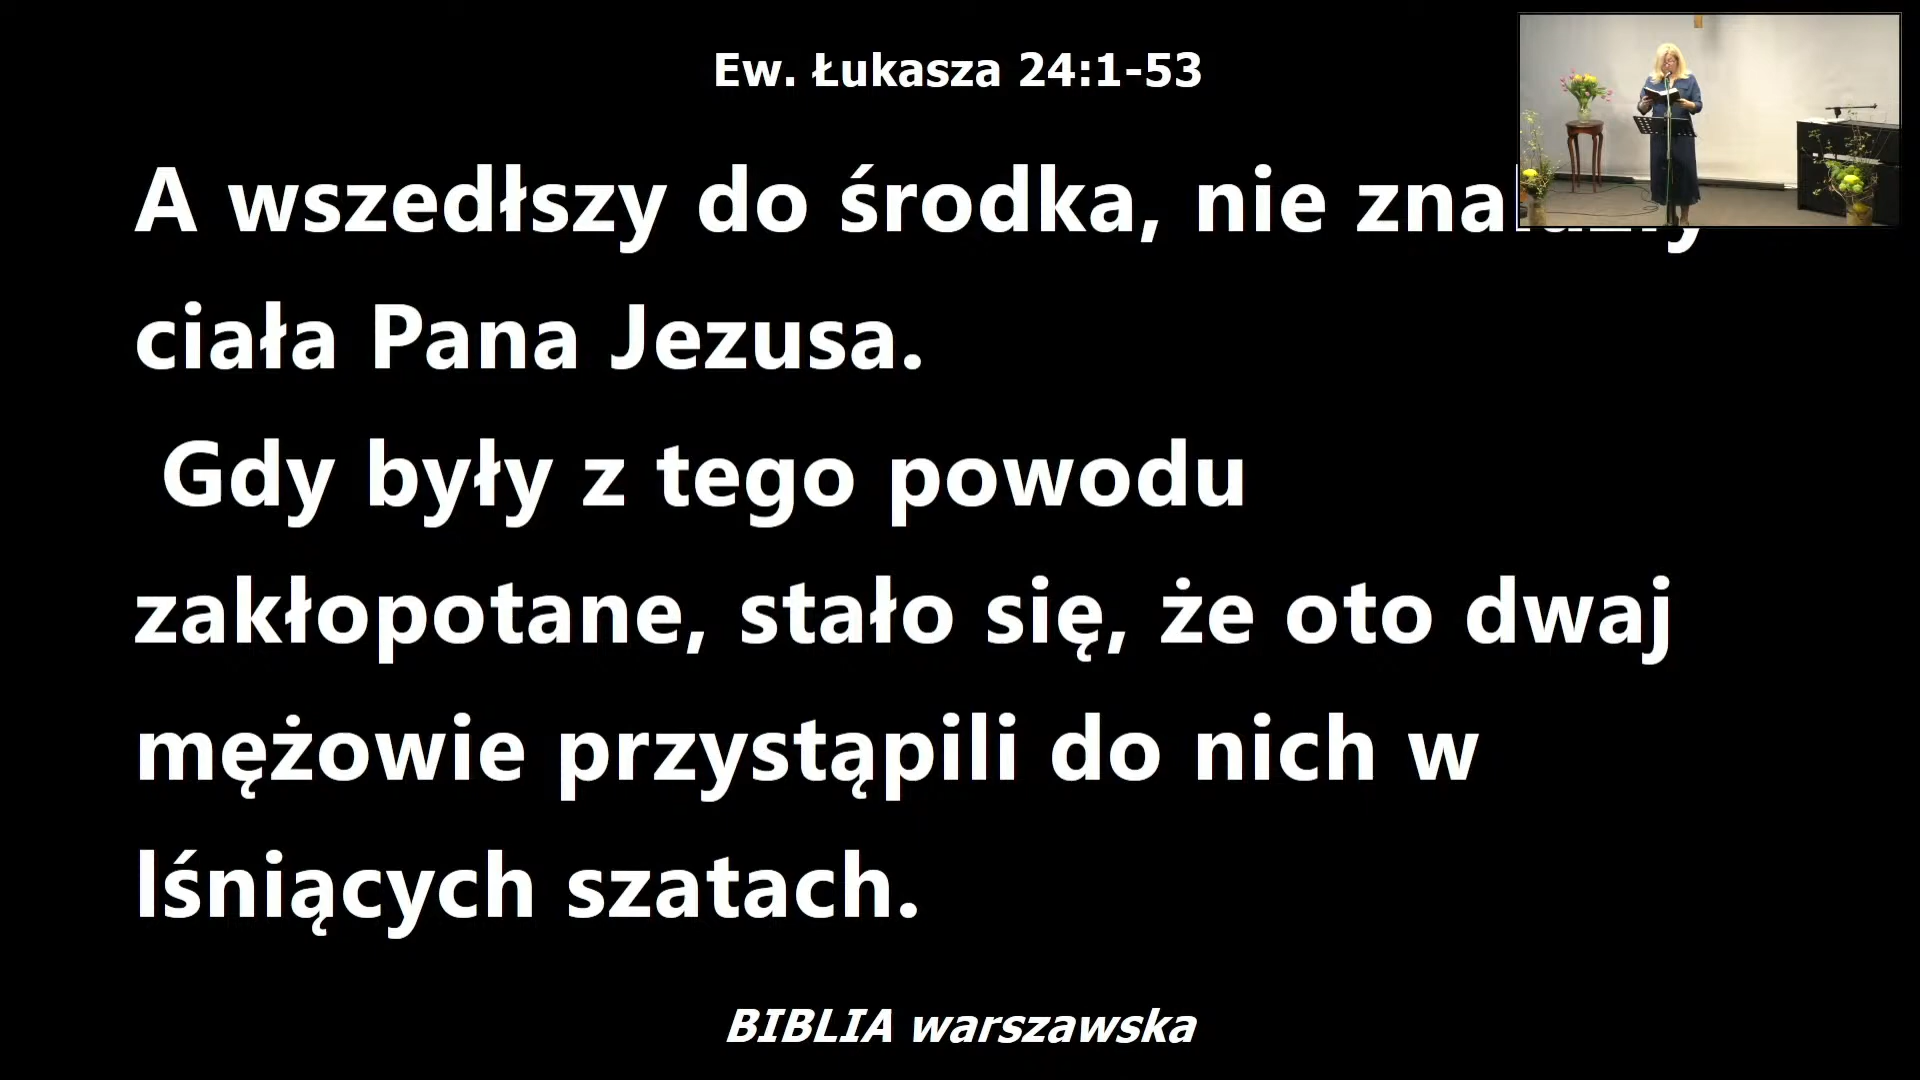 Ew. Łukasza 24:1-53
A wszedłszy do środka, nie
ciała Pana Jezusa.
Gdy były z tego powodu
zakłopotane, stało się, że oto dwaj
mężowie przystąpili do nich w
lśniących szatach.
BIBLIA warszawska